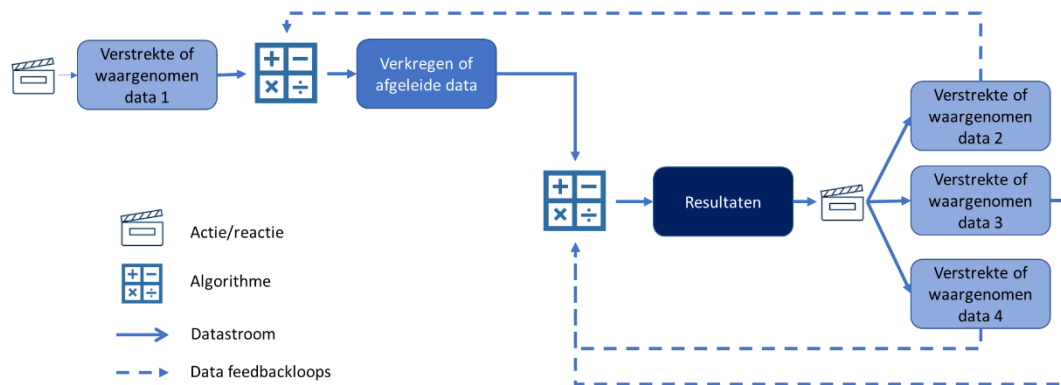 Verstrekte of
waargenomen
data 1
Verkregen of
afgeleide data
Verstrekte of
waargenomen
data 2
Resultaten
Verstrekte of
waargenomen
data 3
Verstrekte of
waargenomen
data 4
Actie/reactie
Algorithme
Datastroom
Data feedbackloops